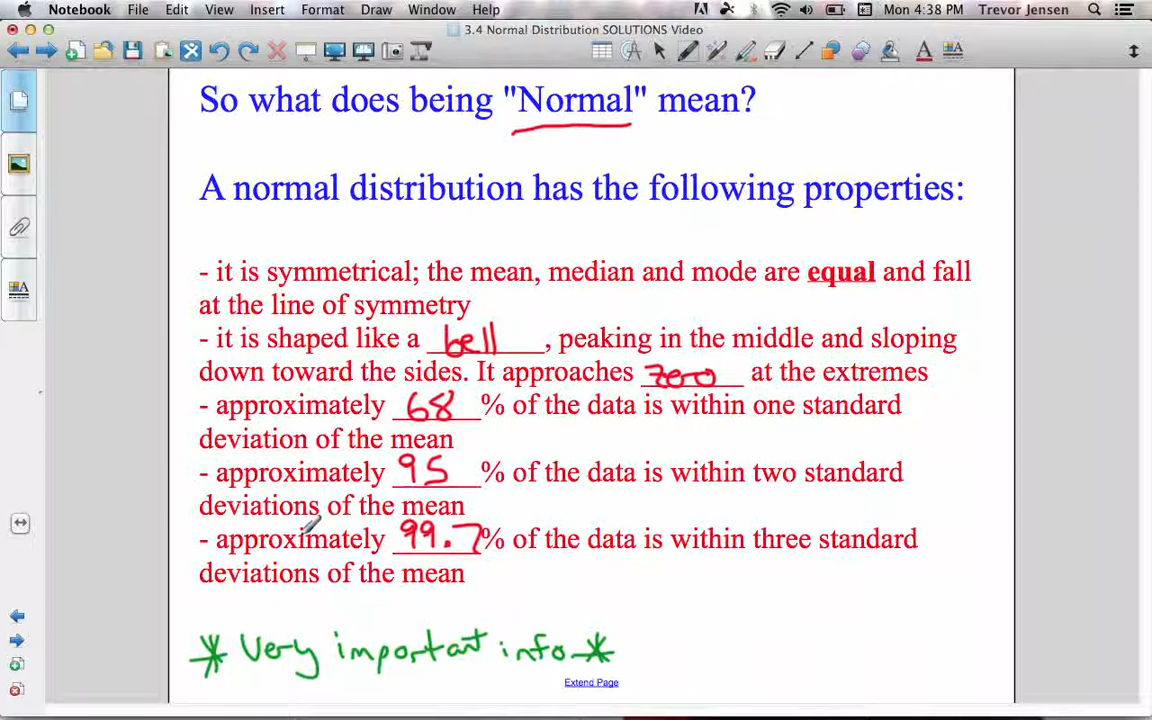 Notebook File Edit View Insert Format Draw Window Help Mon 4:38 PM Trevor Jensen
3.4 Normal Distribution SOLUTIONS Video
So what does being "Normal" mean?
A normal distribution has the following properties:
- it is symmetrical; the mean, median and mode are equal and fall
at the line of symmetry
- it is shaped like a bell, peaking in the middle and sloping
down toward the sides. It approaches zero at the extremes
- approximately 68% of the data is within one standard
deviation of the mean
- approximately 95% of the data is within two standard
deviations of the mean
- approximately 99.7% of the data is within three standard
deviations of the mean
* Very important info *
Extend Page